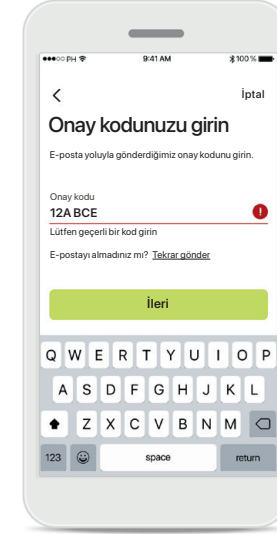 PH 9:41 AM 100 %
İptal
Onay kodunuzu girin
E-posta yoluyla gönderdiğimiz onay kodunu girin.
Onay kodu
12A BCE
!
Lütfen geçerli bir kod girin
E-postayı almadınız mı? Tekrar gönder
İleri
Q W E R T Y U I O P
A S D F G H J K L
Z X C V B N M
123 space return